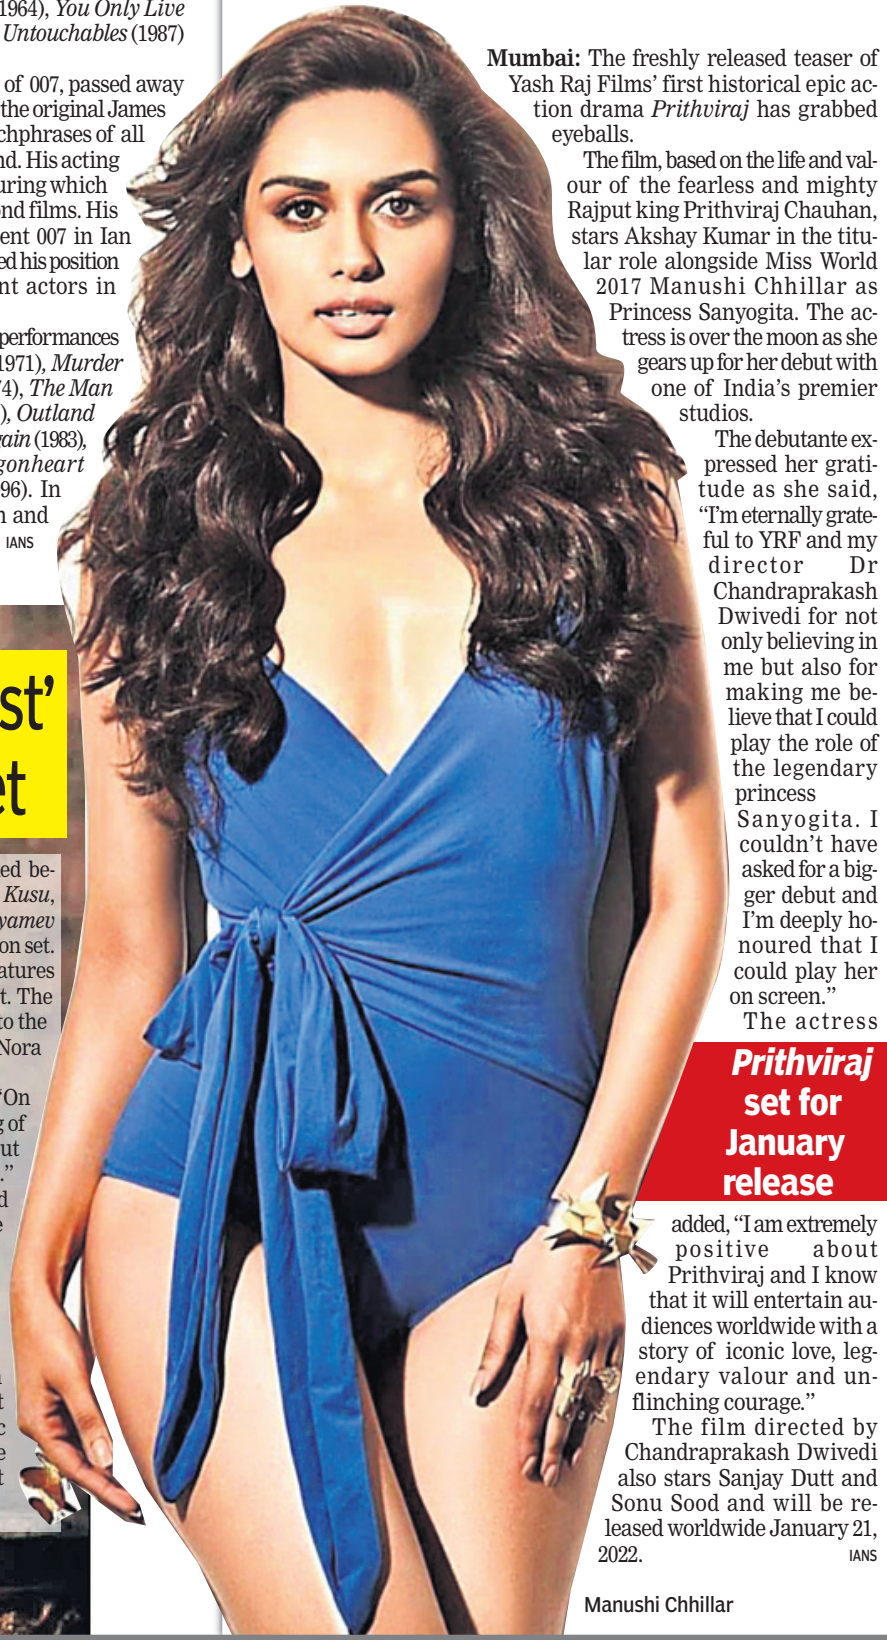 1964), You Only Live
Untouchables (1987)
of 007, passed away
the original James
chphrases of all
nd. His acting
uring which
nd films. His
ent 007 in Ian
ed his position
nt actors in
performances
1971), Murder
4), The Man
), Outland
ain (1983),
gonheart
96). In
n and
IANS
st’
et
ed be-
Kusu,
yamev
on set.
atures
t. The
to the
Nora
‘On
g of
ut
.”
d
e
t
c
e
t
Mumbai: The freshly released teaser of
Yash Raj Films’ first historical epic ac-
tion drama Prithviraj has grabbed
eyeballs.
The film, based on the life and val-
our of the fearless and mighty
Rajput king Prithviraj Chauhan,
stars Akshay Kumar in the titu-
lar role alongside Miss World
2017 Manushi Chhillar as
Princess Sanyogita. The ac-
tress is over the moon as she
gears up for her debut with
one of India’s premier
studios.
The debutante ex-
pressed her grati-
tude as she said,
“I’m eternally grate-
ful to YRF and my
director Dr
Chandraprakash
Dwivedi for not
only believing in
me but also for
making me be-
lieve that I could
play the role of
the legendary
princess
Sanyogita. I
couldn’t have
asked for a big-
ger debut and
I’m deeply ho-
noured that I
could play her
on screen.”
The actress
Prithviraj
set for
January
release
added, “I am extremely
positive about
Prithviraj and I know
that it will entertain au-
diences worldwide with a
story of iconic love, leg-
endary valour and un-
flinching courage.”
The film directed by
Chandraprakash Dwivedi
also stars Sanjay Dutt and
Sonu Sood and will be re-
leased worldwide January 21,
2022. IANS
Manushi Chhillar